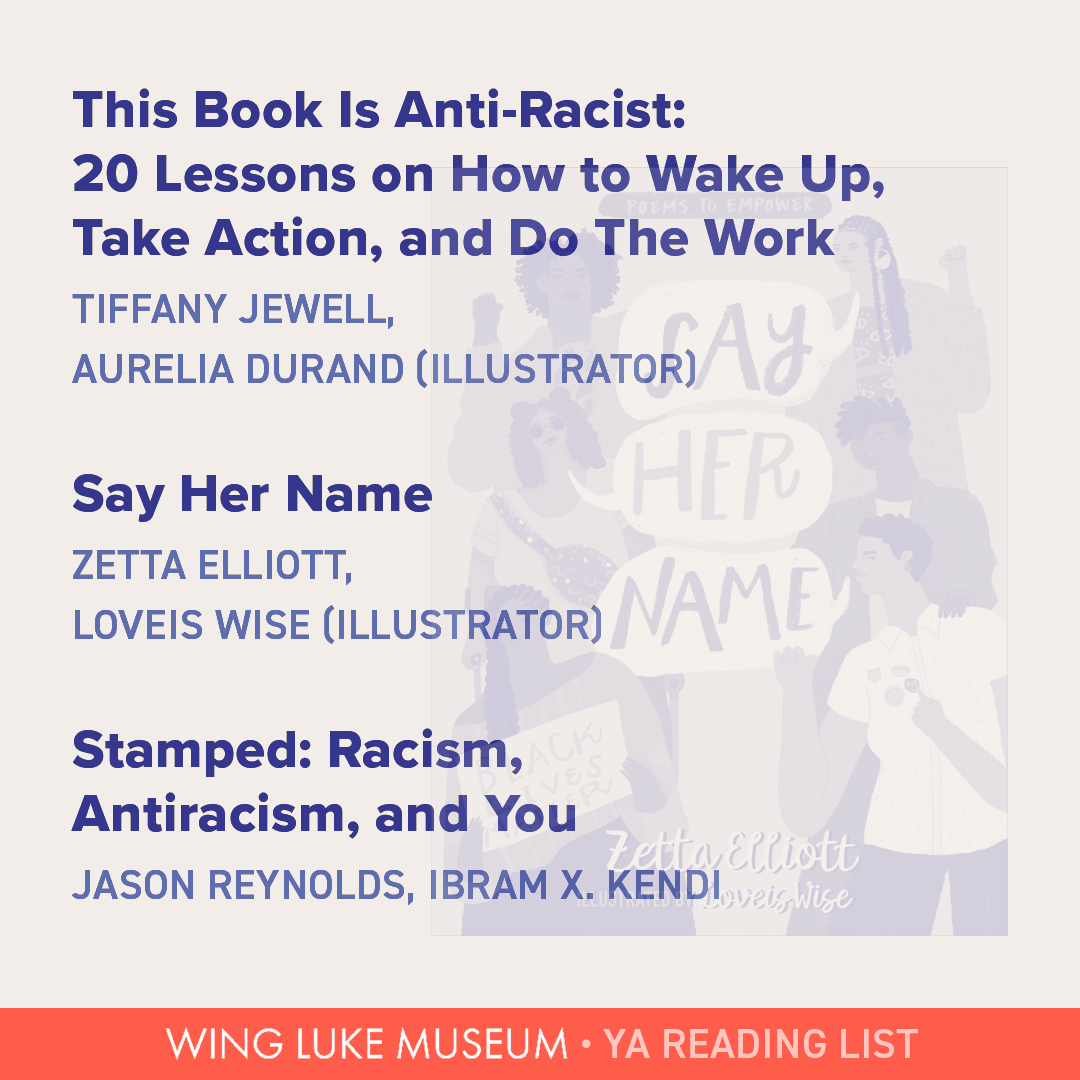 This Book Is Anti-Racist:
20 Lessons on How to Wake Up,
Take Action, and Do The Work
TIFFANY JEWELL,
AURELIA DURAND (ILLUSTRATOR)
Say Her Name
ZETTA ELLIOTT,
LOVEIS WISE (ILLUSTRATOR)
Stamped: Racism,
Antiracism, and You
JASON REYNOLDS, IBRAM X. KENDI
POEMS TO EMPOWER
SAY
HER
NAME
BLACK
LIVES
MATTER
Zetta Elliott
ILLUSTRATED BY Loveis Wise
WING LUKE MUSEUM • YA READING LIST